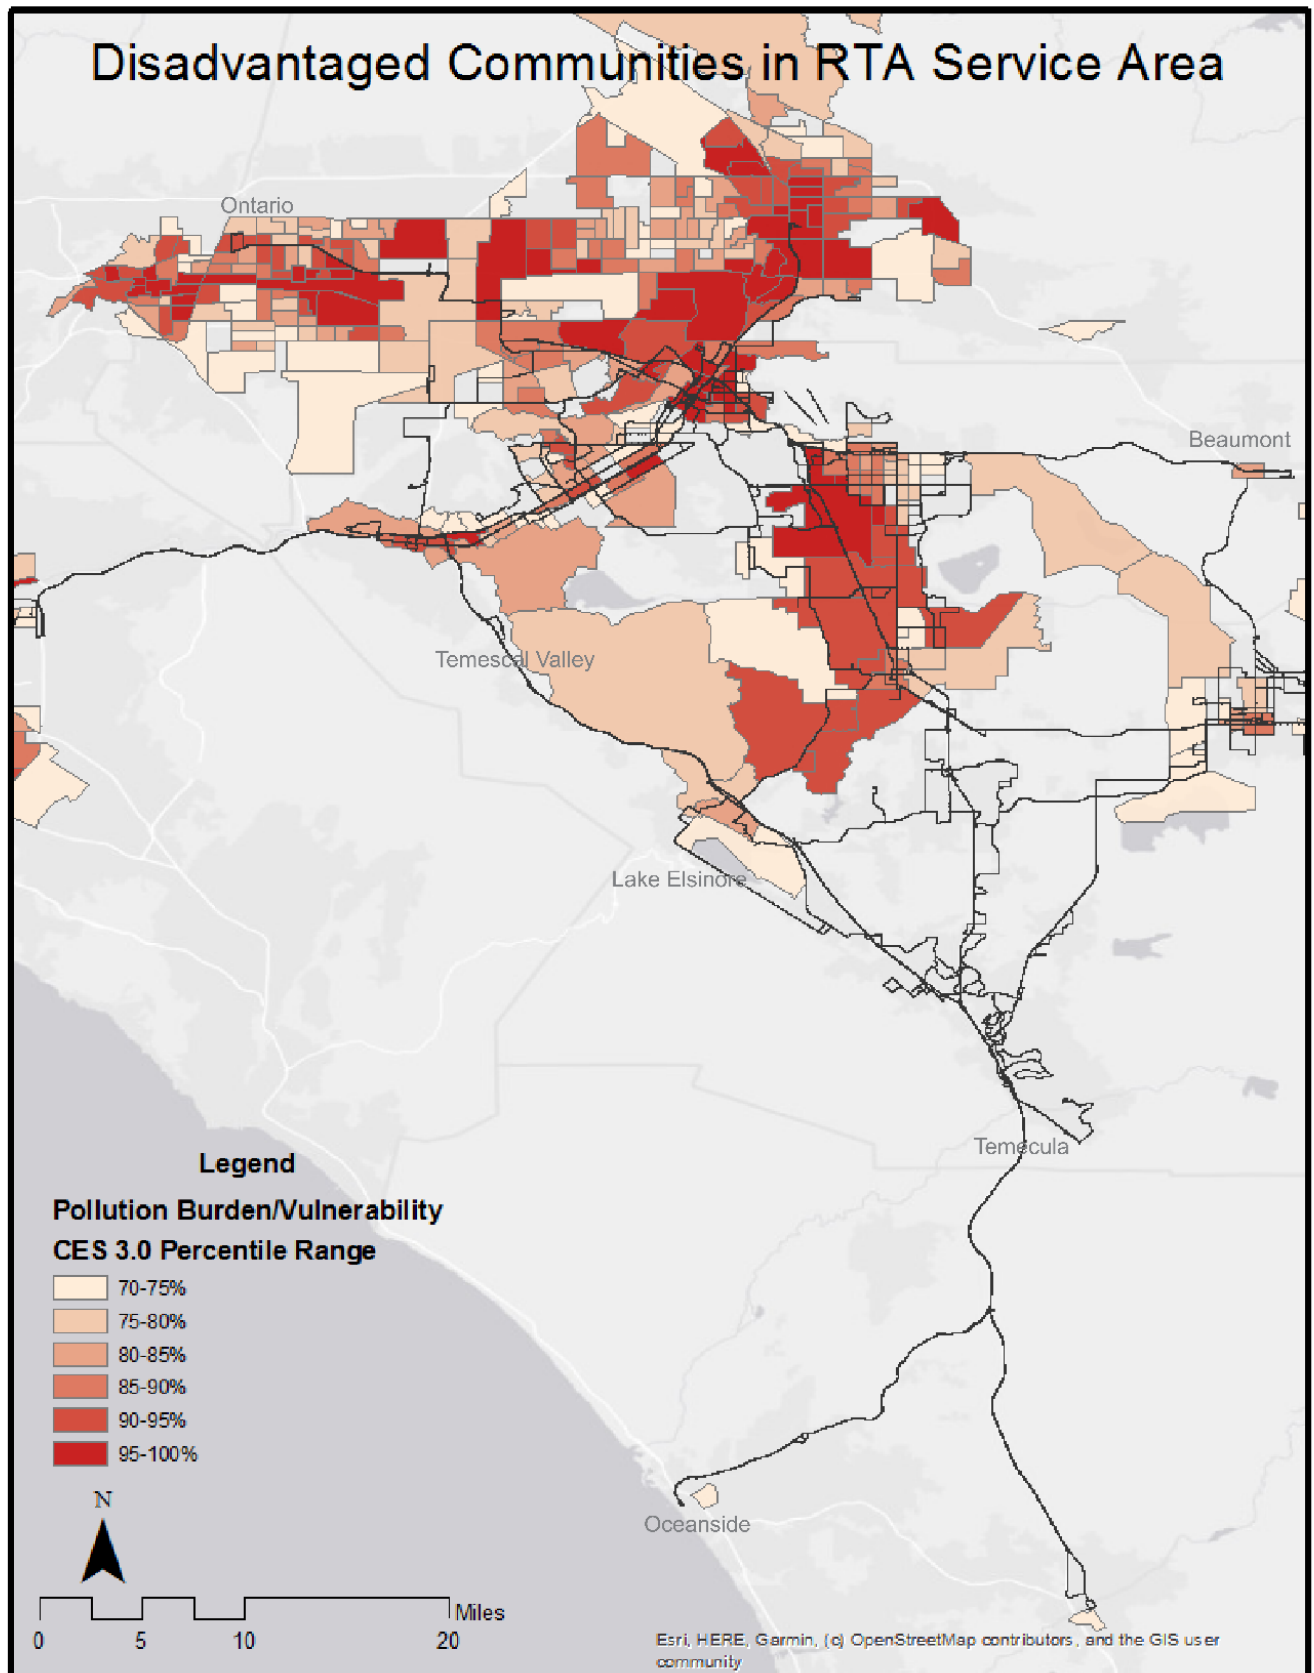 Disadvantaged Communities in RTA Service Area
Ontario
Beaumont
Temescal Valley
Lake Elsinore
Temecula
Legend
Pollution Burden/Vulnerability
CES 3.0 Percentile Range
70-75%
75-80%
80-85%
85-90%
90-95%
95-100%
N
Oceanside
Miles
0 5 10 20
Esri, HERE, Garmin, (c) OpenStreetMap contributors, and the GIS user
community